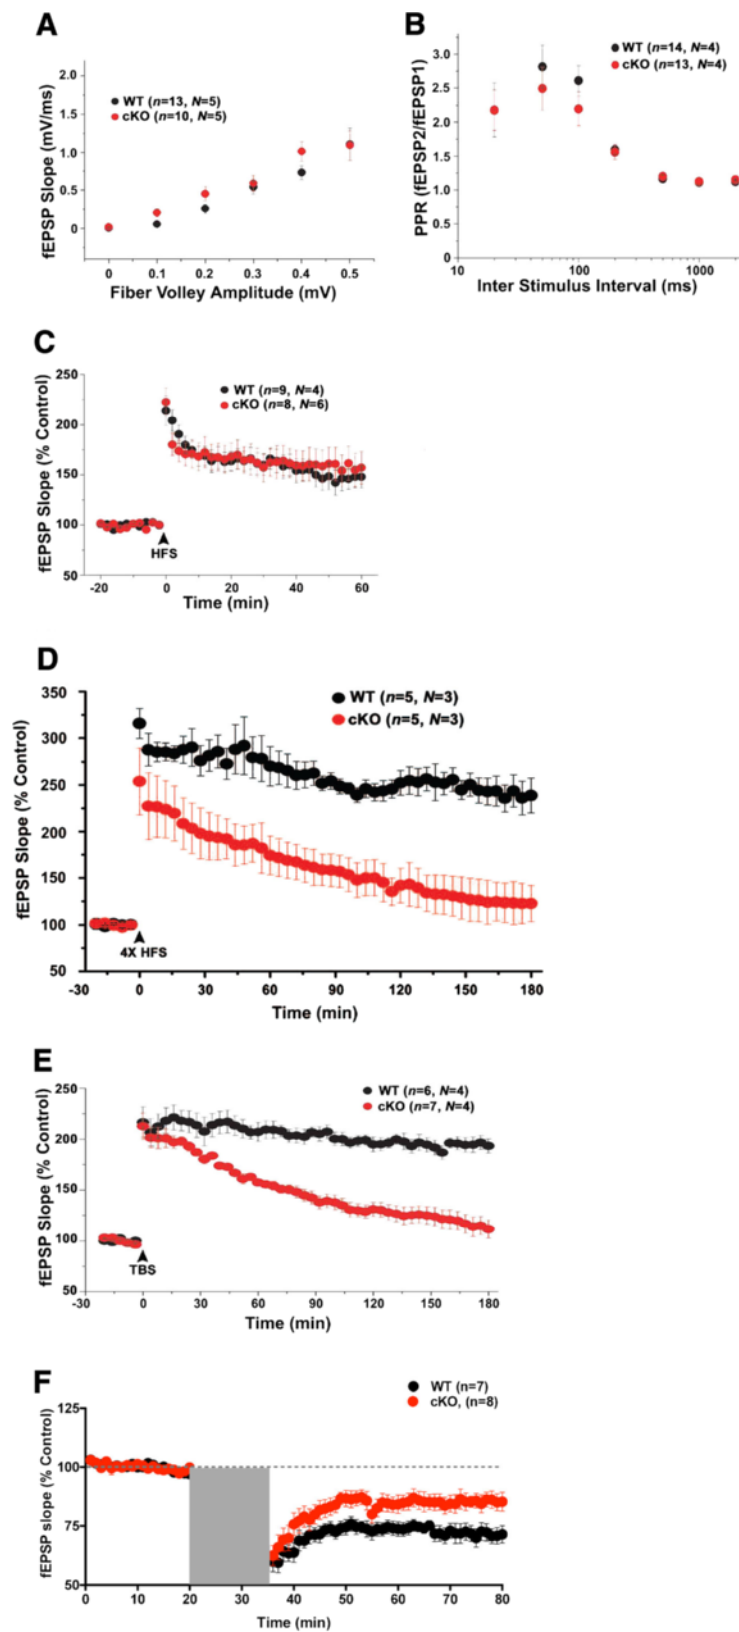 A
fEPSP Slope (mV/ms)
2.0
1.5
1.0
0.5
0
WT (n=13, N=5)
cKO (n=10, N=5)
0 0.1 0.2 0.3 0.4 0.5
Fiber Volley Amplitude (mV)
B
PPR (fEPSP2/fEPSP1)
3.0
2.5
2.0
1.5
1.0
0.5
0
WT (n=14, N=4)
cKO (n=13, N=4)
10 100 1000
Inter Stimulus Interval (ms)
C
fEPSP Slope (% Control)
250
200
150
100
50
WT (n=9, N=4)
cKO (n=8, N=6)
HFS
-20 0 20 40 60
Time (min)
D
fEPSP Slope (% Control)
350
300
250
200
150
100
50
WT (n=5, N=3)
cKO (n=5, N=3)
4X HFS
-30 0 30 60 90 120 150 180
Time (min)
E
fEPSP Slope (% Control)
250
200
150
100
50
WT (n=6, N=4)
cKO (n=7, N=4)
TBS
-30 0 30 60 90 120 150 180
Time (min)
F
fEPSP slope (% Control)
125
100
75
50
WT (n=7)
cKO, (n=8)
0 10 20 30 40 50 60 70 80
Time (min)